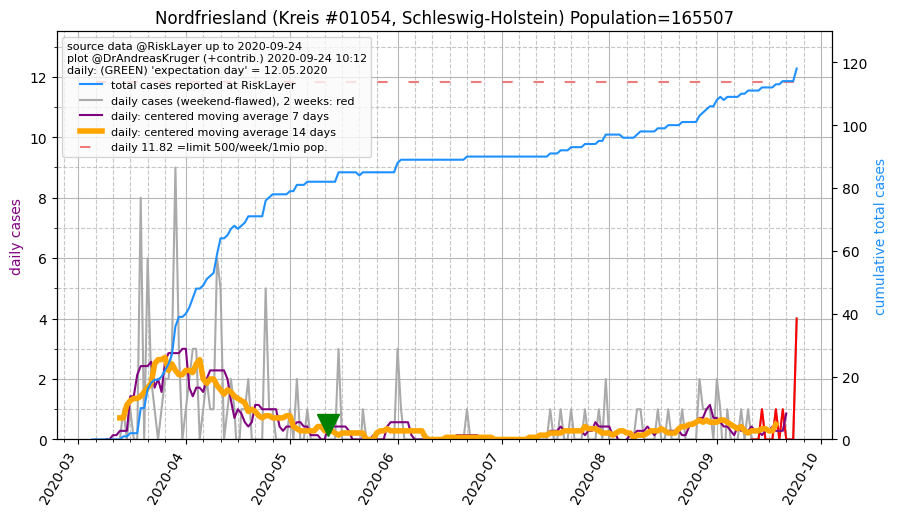 Nordfriesland (Kreis #01054, Schleswig-Holstein) Population=165507
source data @RiskLayer up to 2020-09-24
plot @DrAndreasKruger (+contrib.) 2020-09-24 10:12
daily: (GREEN) 'expectation day' = 12.05.2020
total cases reported at RiskLayer
daily cases (weekend-flawed), 2 weeks: red
daily: centered moving average 7 days
daily: centered moving average 14 days
daily 11.82 =limit 500/week/1mio pop.
daily cases
12
10
8
6
4
2
0
cumulative total cases
120
100
80
60
40
20
0
2020-03
2020-04
2020-05
2020-06
2020-07
2020-08
2020-09
2020-10